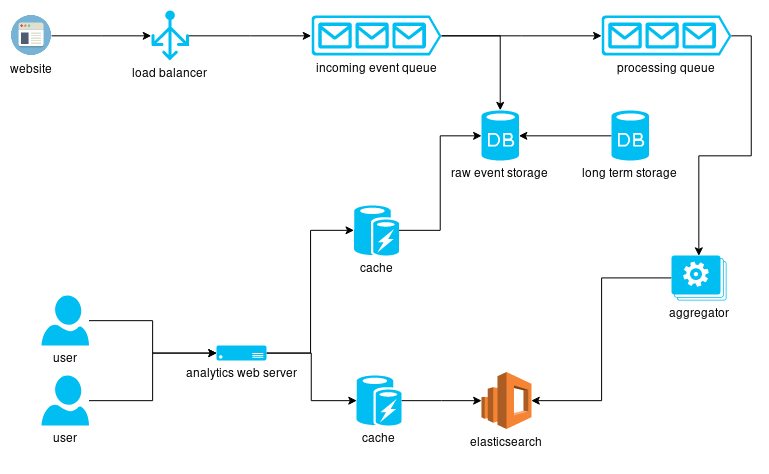 website
load balancer
incoming event queue
processing queue
DB
DB
raw event storage
long term storage
cache
aggregator
user
analytics web server
user
cache
elasticsearch